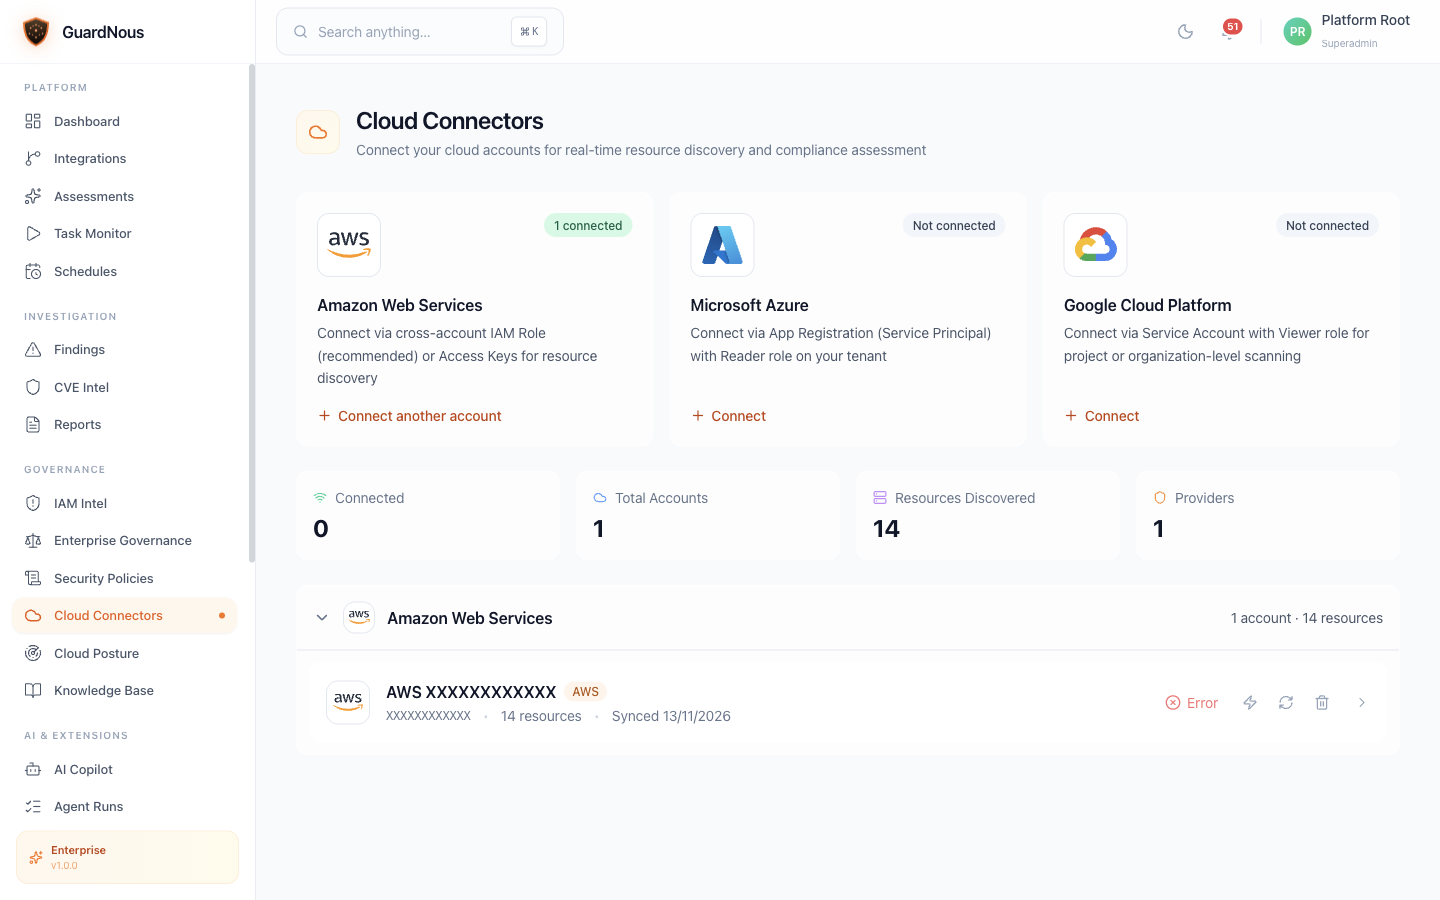 GuardNous
Search anything...
⌘ K
51
PR
Platform Root
Superadmin
PLATFORM
Dashboard
Integrations
Assessments
Task Monitor
Schedules
INVESTIGATION
Findings
CVE Intel
Reports
GOVERNANCE
IAM Intel
Enterprise Governance
Security Policies
Cloud Connectors
Cloud Posture
Knowledge Base
AI & EXTENSIONS
AI Copilot
Agent Runs
Enterprise
v1.0.0
Cloud Connectors
Connect your cloud accounts for real-time resource discovery and compliance assessment
aws
1 connected
Amazon Web Services
Connect via cross-account IAM Role
(recommended) or Access Keys for resource
discovery
+ Connect another account
Not connected
Microsoft Azure
Connect via App Registration (Service Principal)
with Reader role on your tenant
+ Connect
Not connected
Google Cloud Platform
Connect via Service Account with Viewer role for
project or organization-level scanning
+ Connect
Connected
0
Total Accounts
1
Resources Discovered
14
Providers
1
aws
Amazon Web Services
1 account · 14 resources
aws
AWS XXXXXXXXXXXX AWS
XXXXXXXXXXXX · 14 resources · Synced 13/11/2026
Error